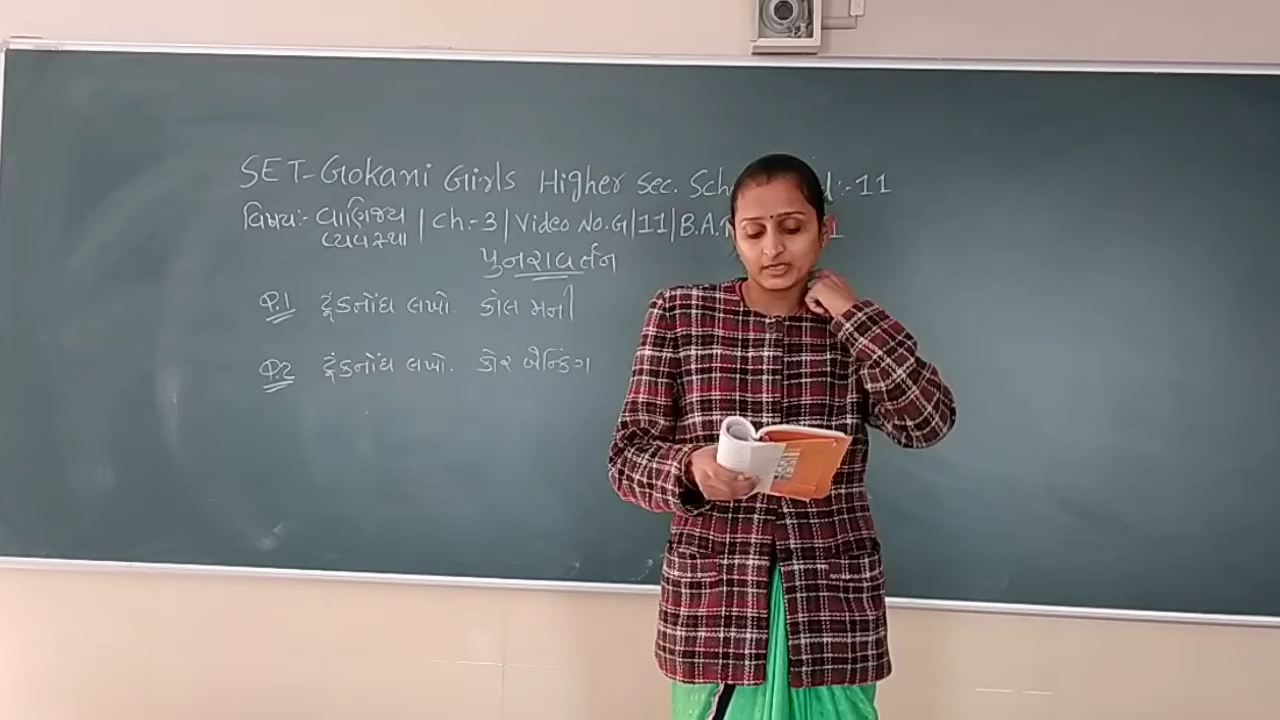 SET-Gokani Girls Higher Sec. Sch :-11
વિષય:- વાણિજ્ય વ્યવસ્થા | Ch.-3 | Video No.G|11|B.A.
પુનરાવર્તન
Q.1 ટૂંકનોંધ લખો. કોલ મની
Q.2 ટૂંકનોંધ લખો. કોર બૅન્કિંગ